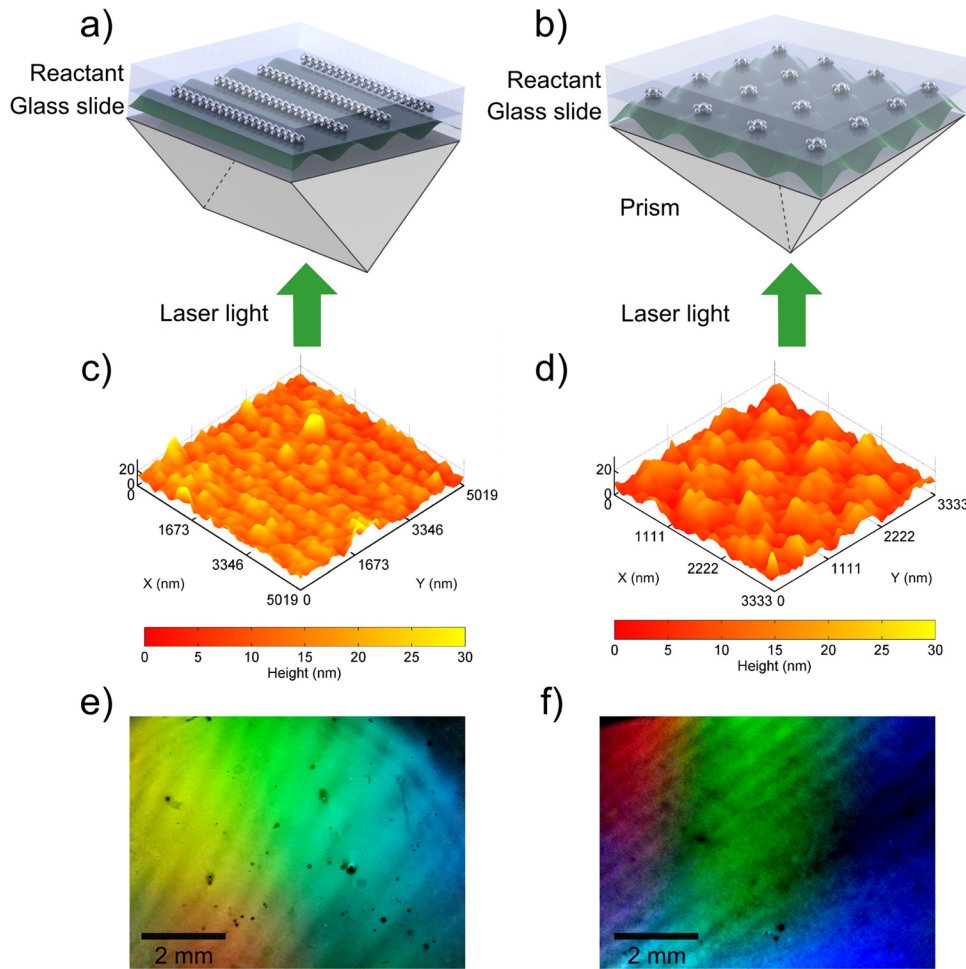 a)
b)
Reactant
Glass slide
Reactant
Glass slide
Prism
Laser light
Laser light
c)
d)
20
0
1673
3346
5019 0
1673
3346
5019
X (nm)
Y (nm)
20
0
1111
2222
3333 0
1111
2222
3333
X (nm)
Y (nm)
0 5 10 15 20 25 30
Height (nm)
0 5 10 15 20 25 30
Height (nm)
e)
f)
2 mm
2 mm